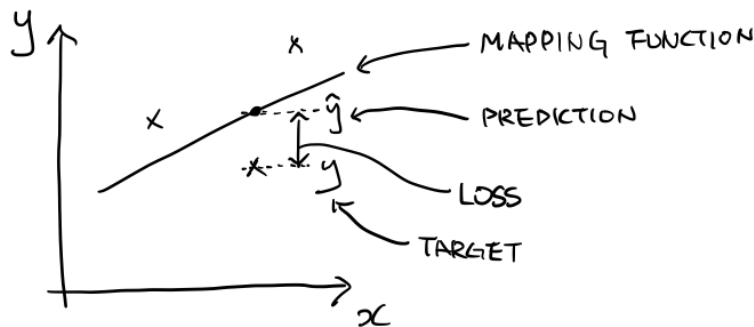 y
MAPPING FUNCTION
ŷ
PREDICTION
y
LOSS
TARGET
x